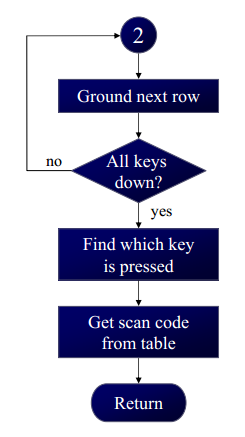 2
Ground next row
All keys
down?
no
yes
Find which key
is pressed
Get scan code
from table
Return